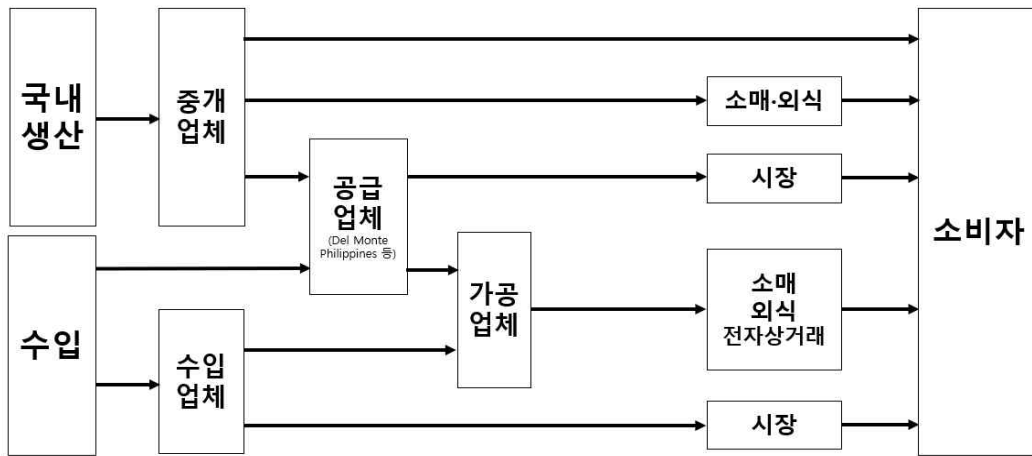 국내
생산
중개
업체
소매·외식
공급
업체
(Del Monte
Philippines 등)
시장
소비자
수입
수입
업체
가공
업체
소매
외식
전자상거래
시장